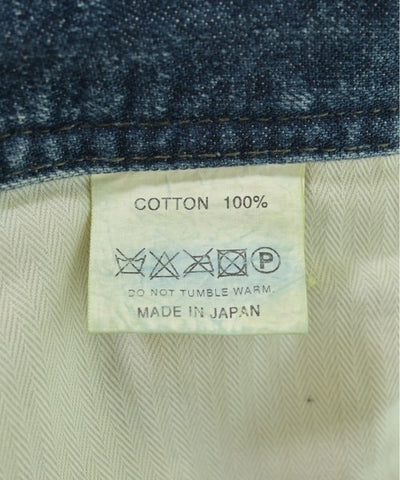 COTTON 100%
P
DO NOT TUMBLE WARM.
MADE IN JAPAN